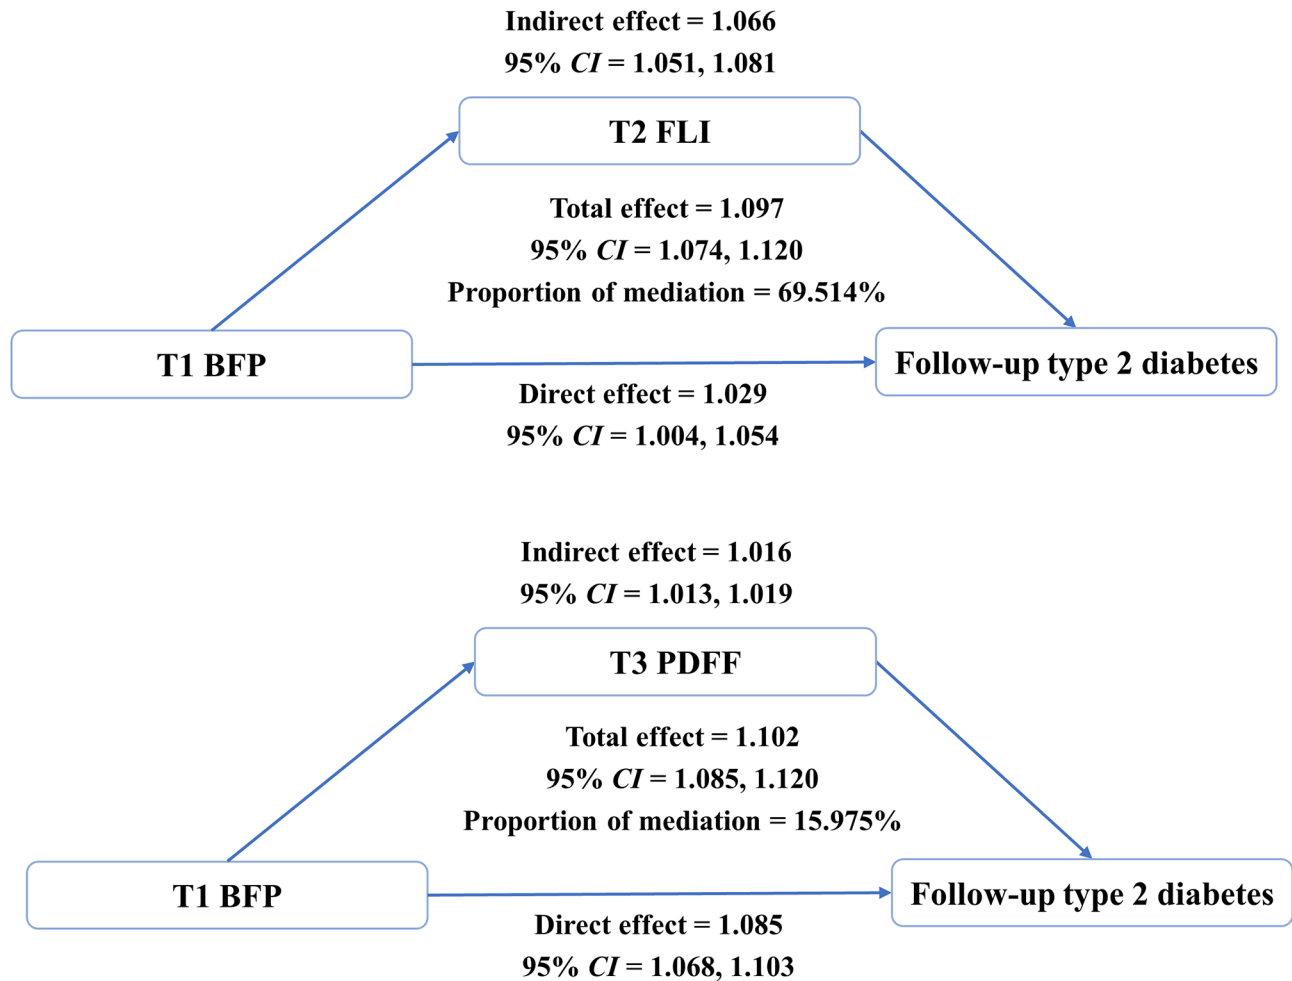 Indirect effect = 1.066
95% CI = 1.051, 1.081
T2 FLI
Total effect = 1.097
95% CI = 1.074, 1.120
Proportion of mediation = 69.514%
T1 BFP
Follow-up type 2 diabetes
Direct effect = 1.029
95% CI = 1.004, 1.054
Indirect effect = 1.016
95% CI = 1.013, 1.019
T3 PDFF
Total effect = 1.102
95% CI = 1.085, 1.120
Proportion of mediation = 15.975%
T1 BFP
Follow-up type 2 diabetes
Direct effect = 1.085
95% CI = 1.068, 1.103